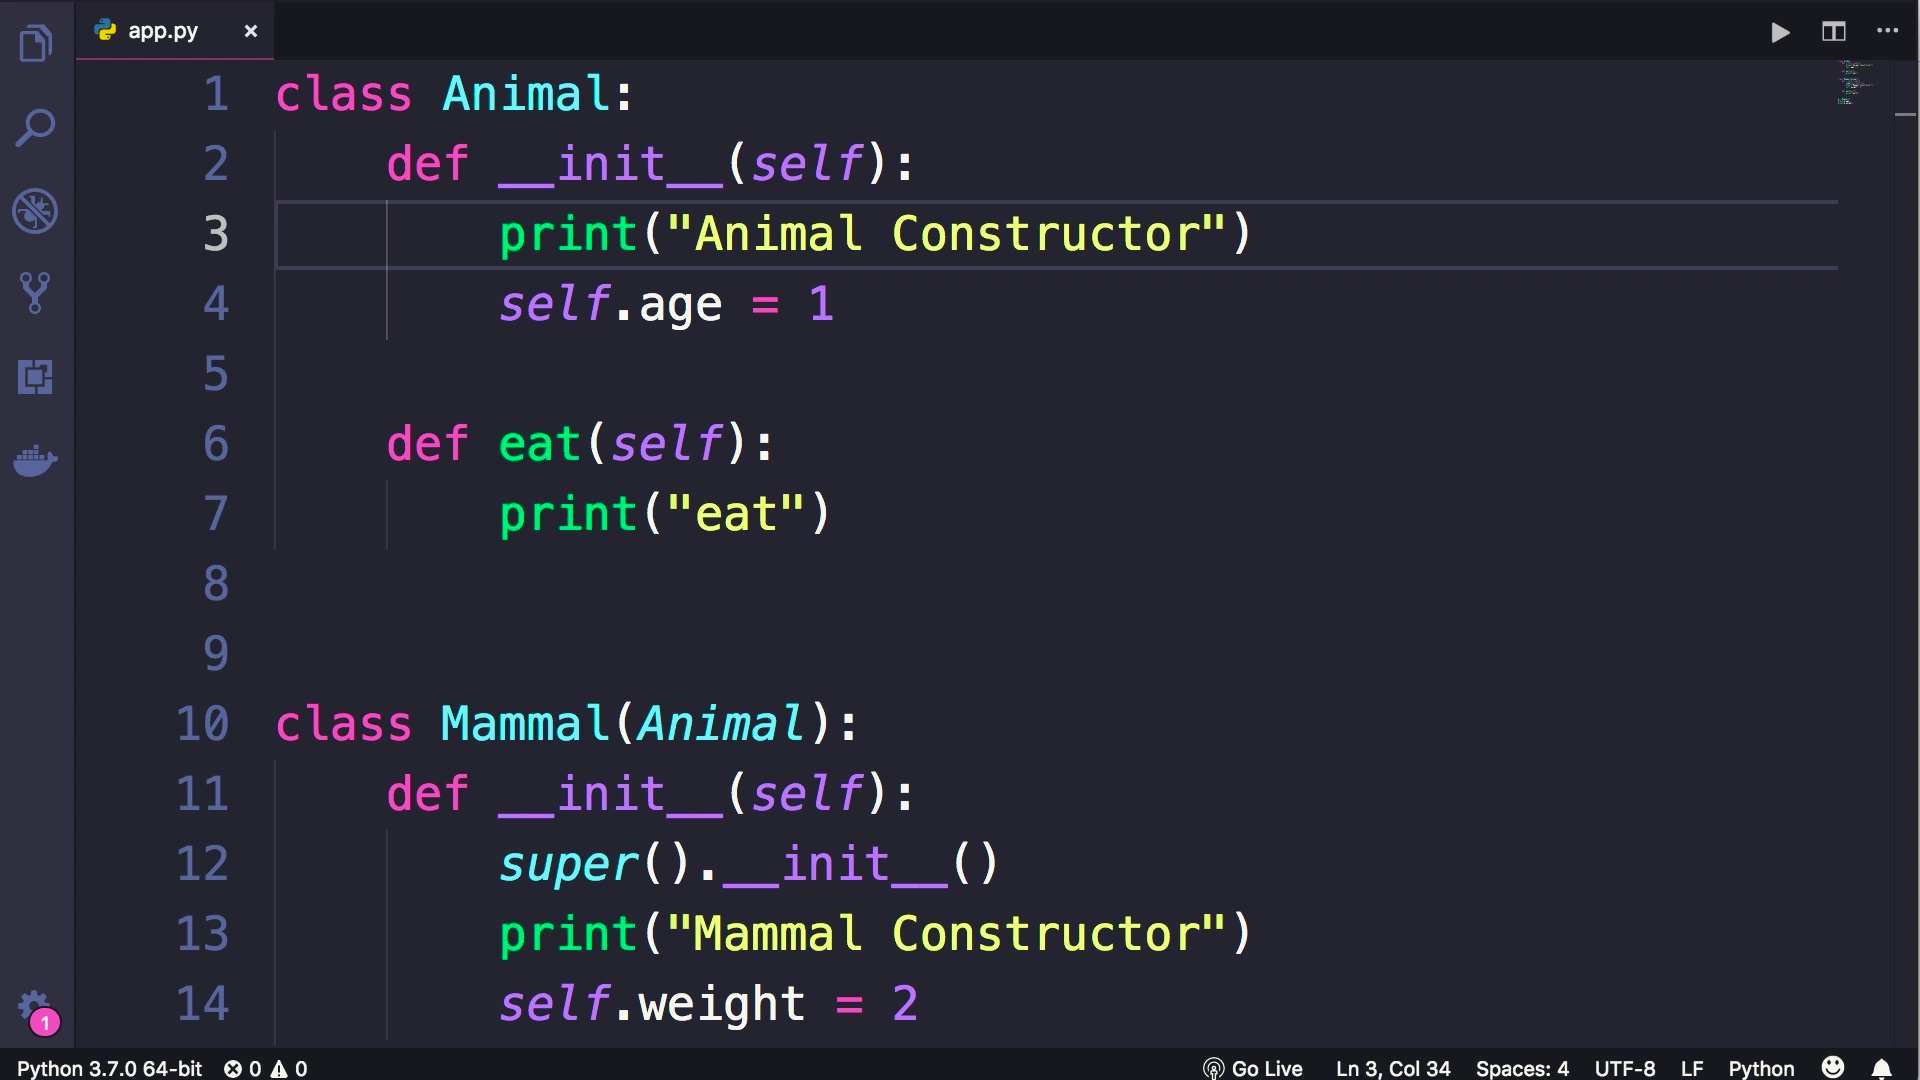 app.py
1 class Animal:
2 def __init__(self):
3 print("Animal Constructor")
4 self.age = 1
5
6 def eat(self):
7 print("eat")
8
9
10 class Mammal(Animal):
11 def __init__(self):
12 super().__init__()
13 print("Mammal Constructor")
14 self.weight = 2
1
Python 3.7.0 64-bit 0 0 Go Live Ln 3, Col 34 Spaces: 4 UTF-8 LF Python